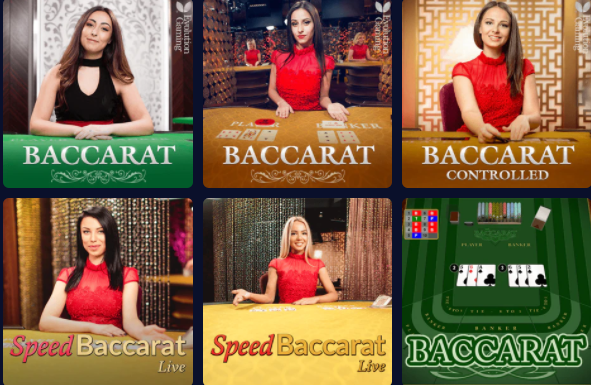 Evolution
Gaming
BACCARAT
Evolution
Gaming
PLAYER
BANKER
BACCARAT
Evolution
Gaming
BACCARAT
CONTROLLED
Speed Baccarat
Live
Speed Baccarat
Live
PLAYER
BANKER
BANKER
BACCARAT